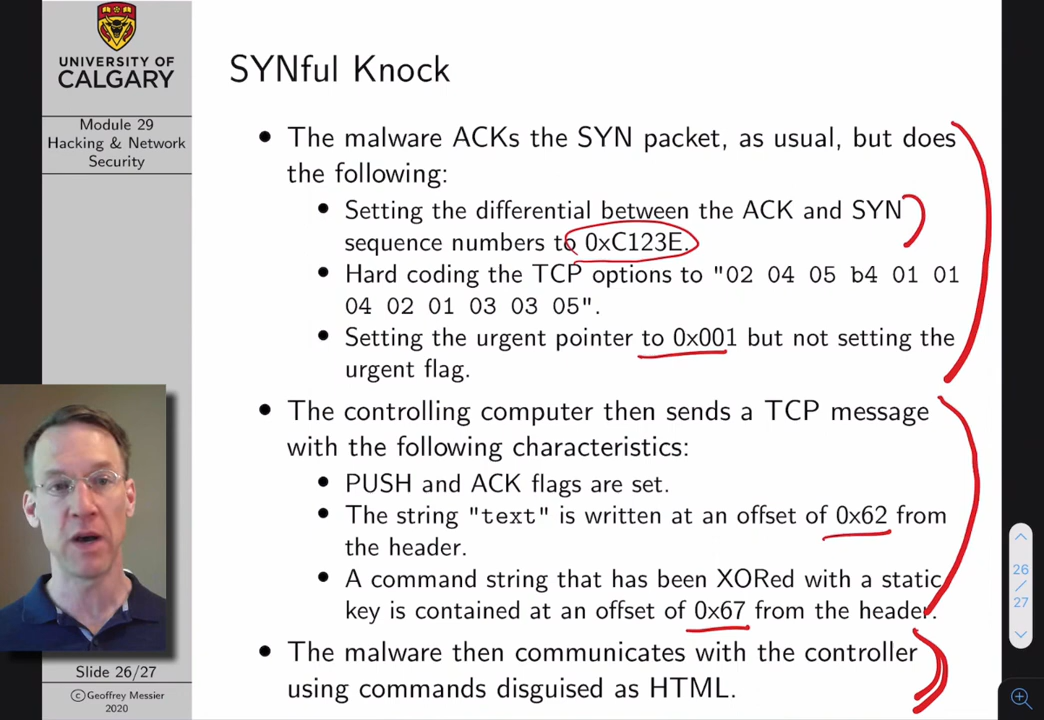 UNIVERSITY OF
CALGARY
Module 29
Hacking & Network
Security
SYNful Knock
The malware ACKs the SYN packet, as usual, but does
the following:
Setting the differential between the ACK and SYN
sequence numbers to 0xC123E.
Hard coding the TCP options to "02 04 05 b4 01 01
04 02 01 03 03 05".
Setting the urgent pointer to 0x001 but not setting the
urgent flag.
The controlling computer then sends a TCP message
with the following characteristics:
PUSH and ACK flags are set.
The string "text" is written at an offset of 0x62 from
the header.
A command string that has been XORed with a static
key is contained at an offset of 0x67 from the header.
The malware then communicates with the controller
using commands disguised as HTML.
Slide 26/27
©Geoffrey Messier
2020
26
/
27